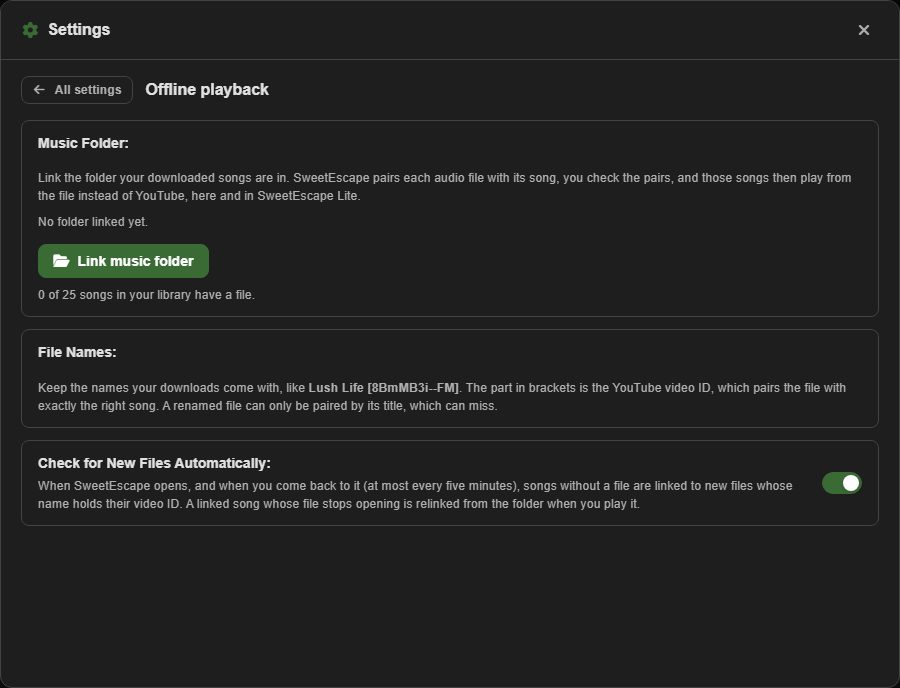 Settings
All settings
Offline playback
Music Folder:
Link the folder your downloaded songs are in. SweetEscape pairs each audio file with its song, you check the pairs, and those songs then play from
the file instead of YouTube, here and in SweetEscape Lite.
No folder linked yet.
Link music folder
0 of 25 songs in your library have a file.
File Names:
Keep the names your downloads come with, like Lush Life [8BmMB3i--FM]. The part in brackets is the YouTube video ID, which pairs the file with
exactly the right song. A renamed file can only be paired by its title, which can miss.
Check for New Files Automatically:
When SweetEscape opens, and when you come back to it (at most every five minutes), songs without a file are linked to new files whose
name holds their video ID. A linked song whose file stops opening is relinked from the folder when you play it.